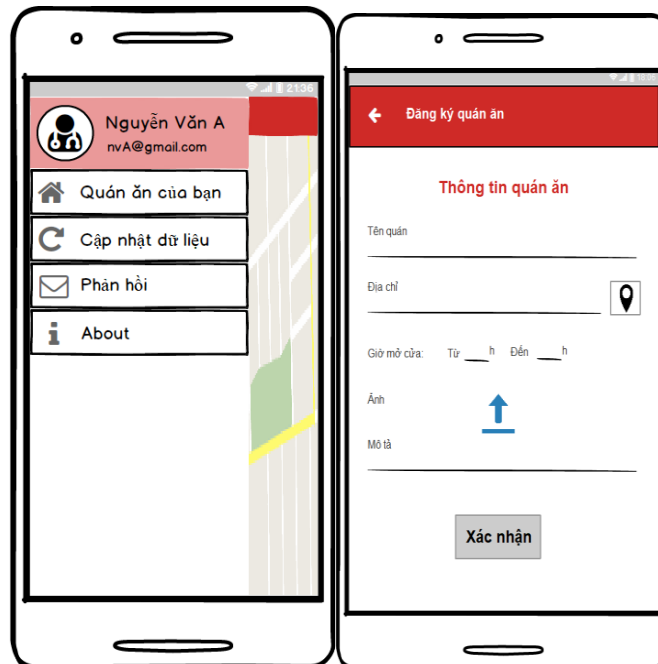 21:36
Nguyễn Văn A
nvA@gmail.com
Quán ăn của bạn
Cập nhật dữ liệu
Phản hồi
About
Đăng ký quán ăn
Thông tin quán ăn
Tên quán
Địa chỉ
Giờ mở cửa: Từ ___ h Đến ___ h
Ảnh
Mô tả
Xác nhận